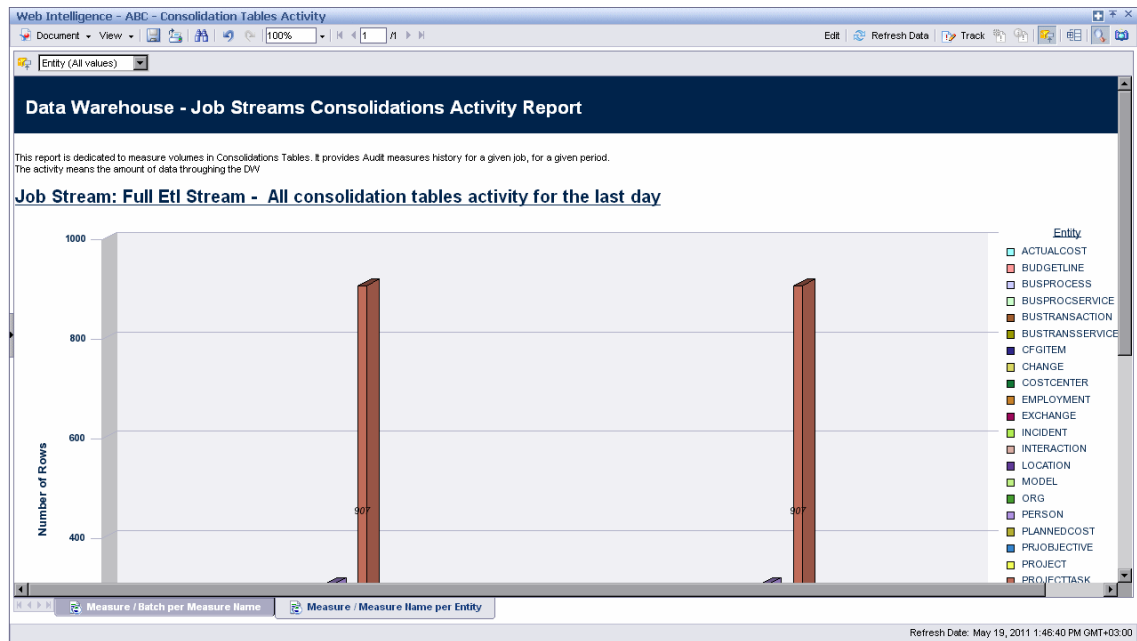 Web Intelligence - ABC - Consolidation Tables Activity
Document View 100% 1 /1 Edit Refresh Data Track
Entity (All values)
Data Warehouse - Job Streams Consolidations Activity Report
This report is dedicated to measure volumes in Consolidations Tables. It provides Audit measures history for a given job, for a given period.
The activity means the amount of data throughing the DW
Job Stream: Full Etl Stream - All consolidation tables activity for the last day
Number of Rows
1000
800
600
400
907
907
Entity
ACTUALCOST
BUDGETLINE
BUSPROCESS
BUSPROCSERVICE
BUSTRANSACTION
BUSTRANSSERVICE
CFGITEM
CHANGE
COSTCENTER
EMPLOYMENT
EXCHANGE
INCIDENT
INTERACTION
LOCATION
MODEL
ORG
PERSON
PLANNEDCOST
PRJOBJECTIVE
PROJECT
PROJECTTASK
Measure / Batch per Measure Name
Measure / Measure Name per Entity
Refresh Date: May 19, 2011 1:46:40 PM GMT+03:00